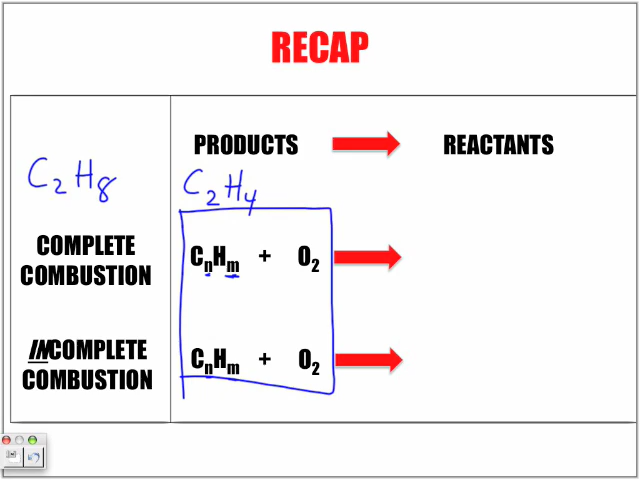 RECAP
PRODUCTS REACTANTS
C2H8 C2H4
COMPLETE
COMBUSTION
CnHm + O2
INCOMPLETE
COMBUSTION
CnHm + O2